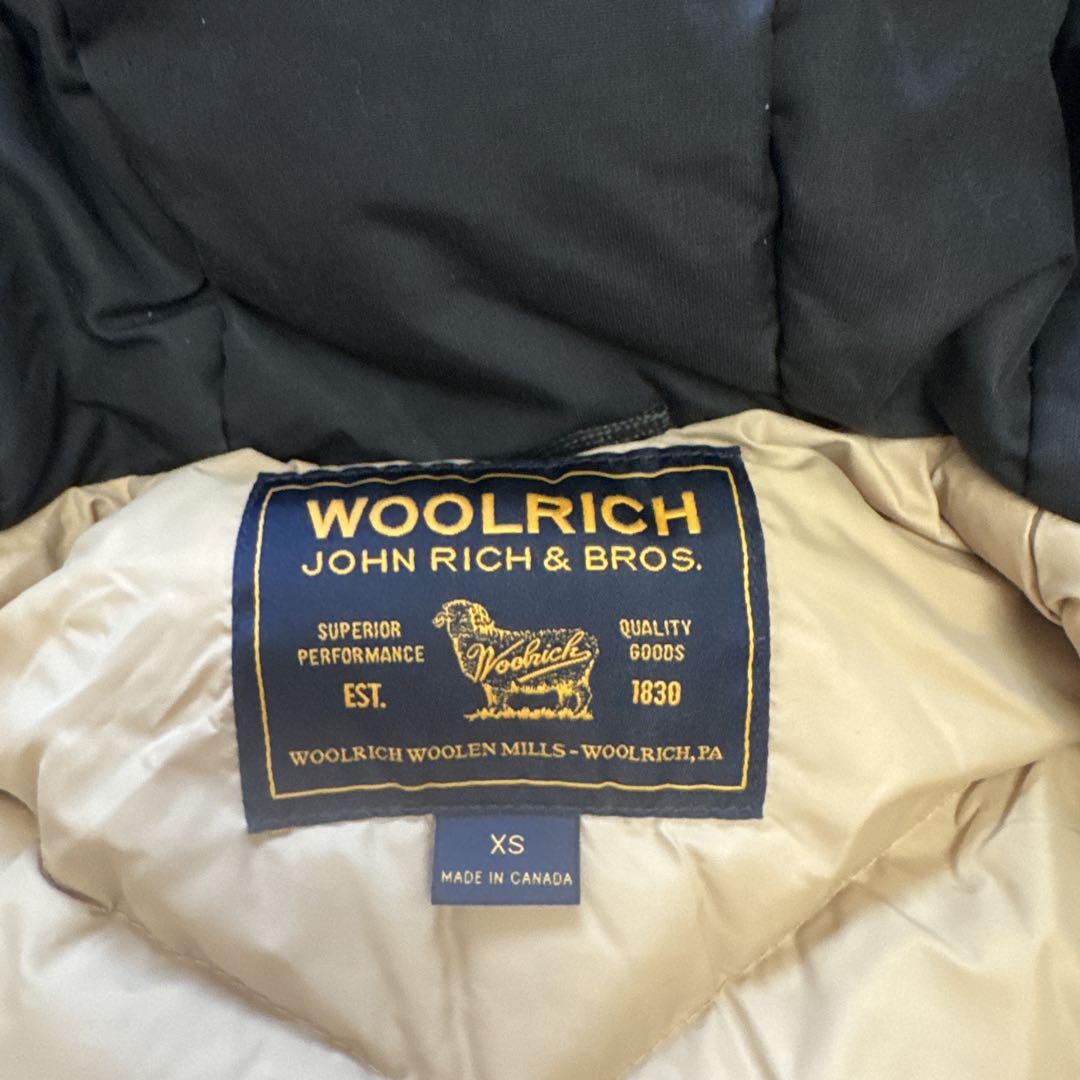 WOOLRICH
JOHN RICH & BROS.
SUPERIOR PERFORMANCE
EST.
Woolrich
QUALITY GOODS
1830
WOOLRICH WOOLEN MILLS - WOOLRICH, PA
XS
MADE IN CANADA